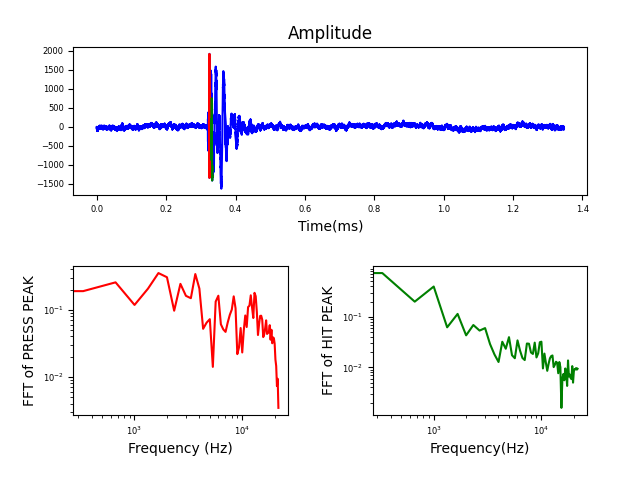 Amplitude
2000
1500
1000
500
0
−500
−1000
−1500
0.0 0.2 0.4 0.6 0.8 1.0 1.2 1.4
Time(ms)
FFT of PRESS PEAK
10⁻¹
10⁻²
10³ 10⁴
Frequency (Hz)
FFT of HIT PEAK
10⁻¹
10⁻²
10³ 10⁴
Frequency(Hz)